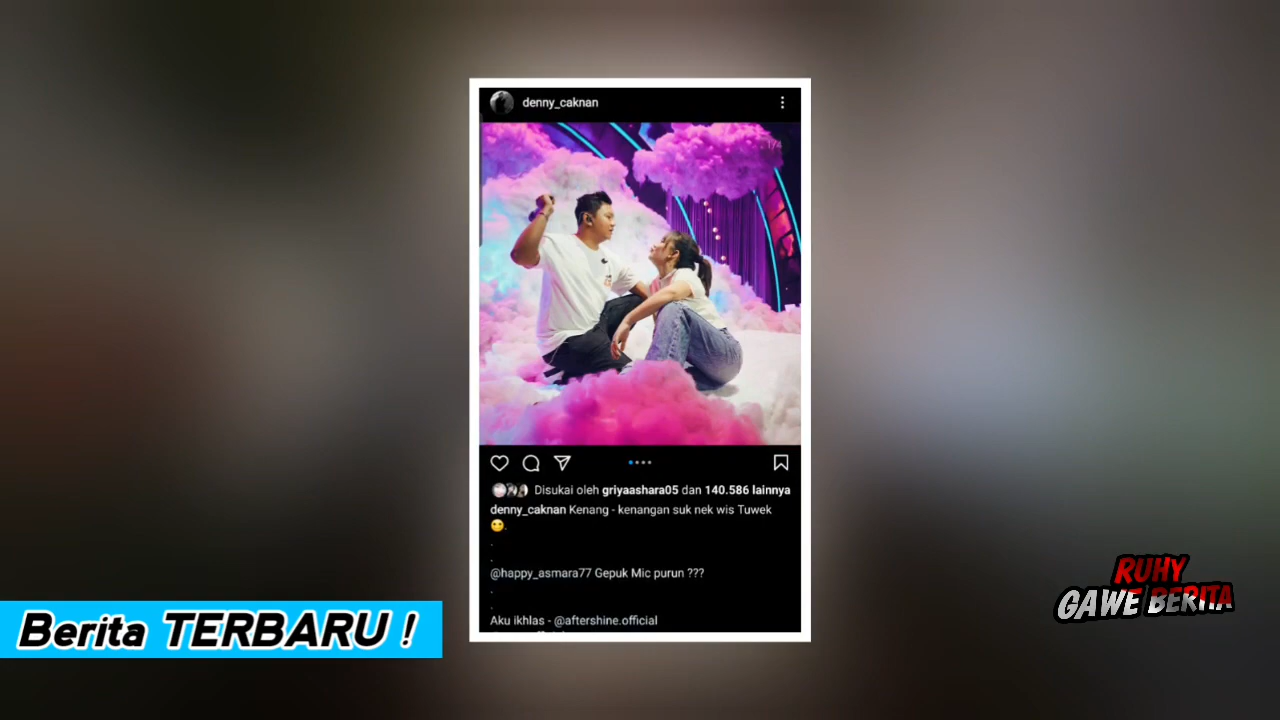 denny_caknan
Disukai oleh griyaashara05 dan 140.586 lainnya
denny_caknan Kenang - kenangan suk nek wis Tuwek
😬.
.
.
@happy_asmara77 Gepuk Mic purun ???
.
.
Aku ikhlas - @aftershine.official
Berita TERBARU !
RUHY
GAWE BERITA